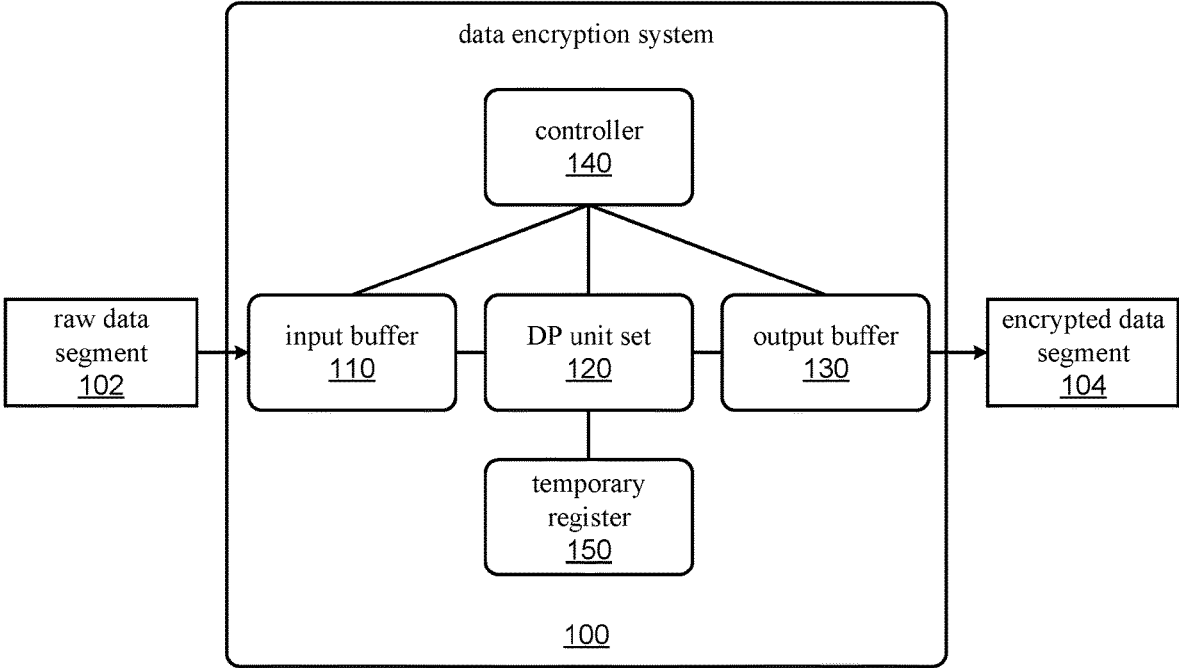 data encryption system
controller
140
raw data
segment
102
input buffer
110
DP unit set
120
output buffer
130
encrypted data
segment
104
temporary
register
150
100